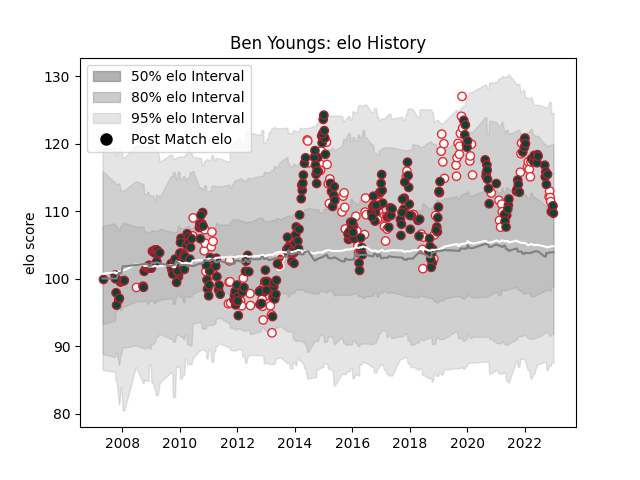 Ben Youngs: elo History
50% elo Interval
80% elo Interval
95% elo Interval
Post Match elo
elo score
130
120
110
100
90
80
2008 2010 2012 2014 2016 2018 2020 2022